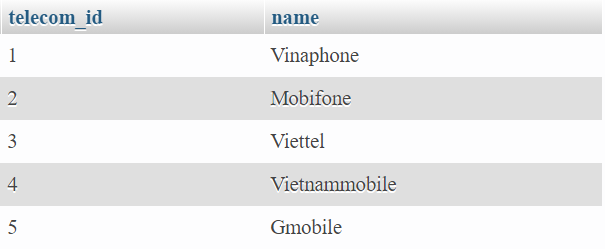 telecom_id name
1 Vinaphone
2 Mobifone
3 Viettel
4 Vietnammobile
5 Gmobile